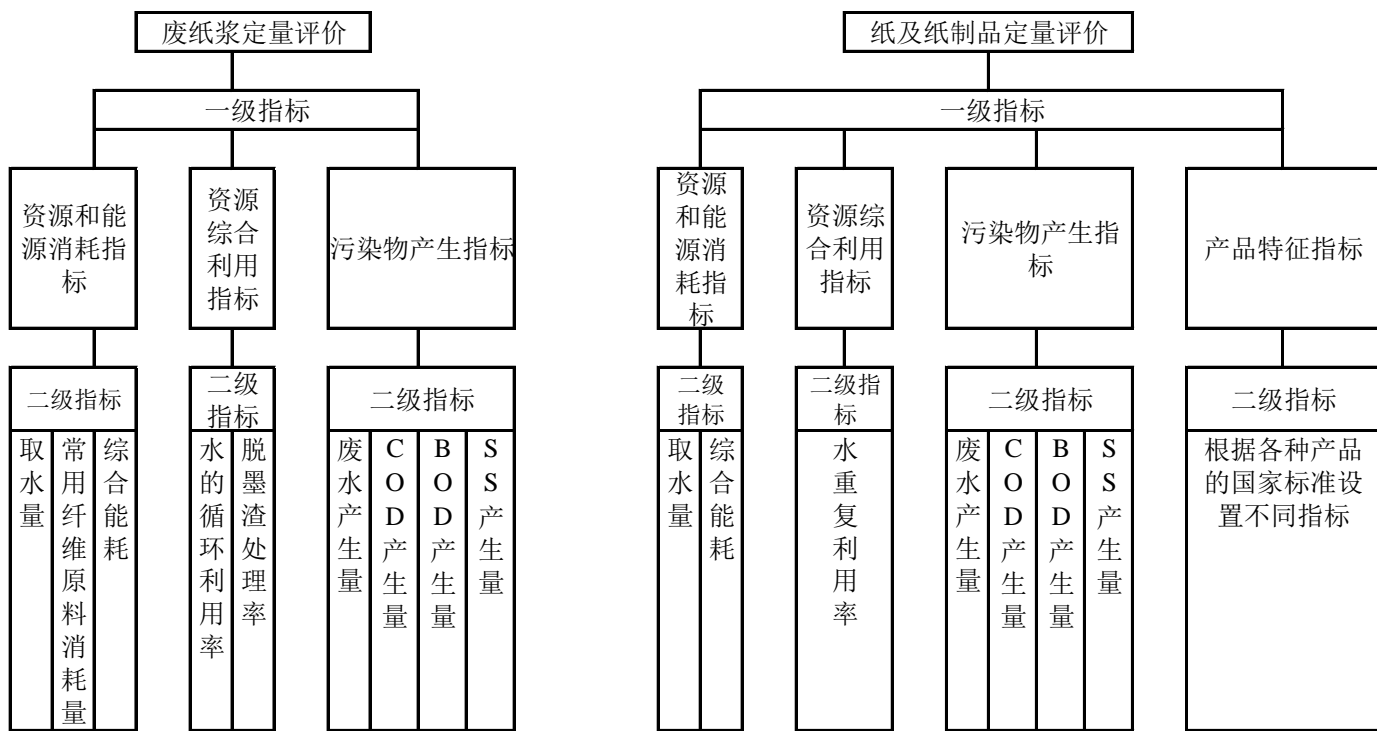 废纸浆定量评价
一级指标
资源和能
源消耗指
标
资源
综合
利用
指标
污染物产生指标
二级指标
取水量
常用纤维原料消耗量
综合能耗
二级
指标
水的循环利用率
脱墨渣处理率
二级指标
废水产生量
COD产生量
BOD产生量
SS产生量
纸及纸制品定量评价
一级指标
资源
和能
源消
耗指
标
资源综
合利用
指标
污染物产生指
标
产品特征指标
二级
指标
取水量
综合能耗
二级指
标
水重复利用率
二级指标
废水产生量
COD产生量
BOD产生量
SS产生量
二级指标
根据各种产品
的国家标准设
置不同指标